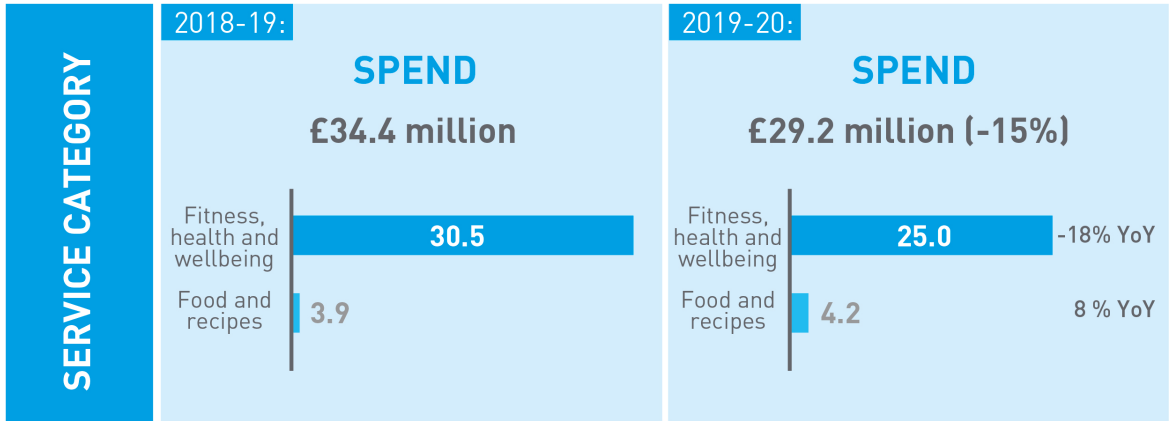 SERVICE CATEGORY
2018-19:
SPEND
£34.4 million
Fitness,
health and
wellbeing
30.5
Food and
recipes
3.9
2019-20:
SPEND
£29.2 million (-15%)
Fitness,
health and
wellbeing
25.0
-18% YoY
Food and
recipes
4.2
8 % YoY